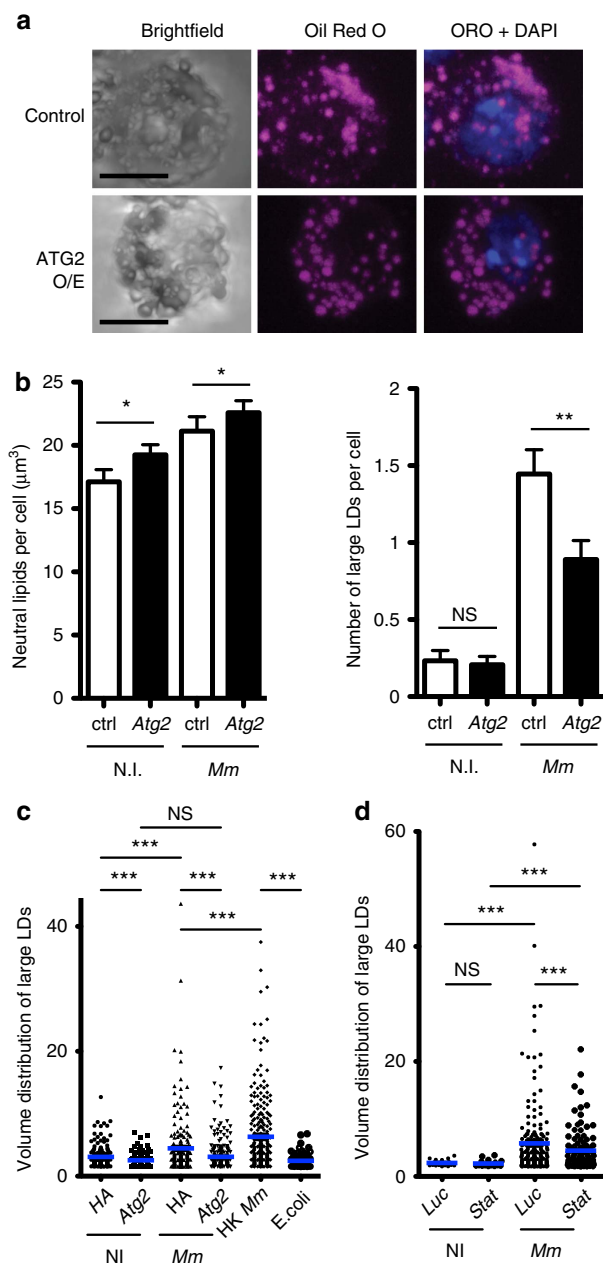 a
Brightfield Oil Red O ORO + DAPI
Control
ATG2
O/E
b
Neutral lipids per cell (μm³)
25
20
15
10
5
0
*
*
ctrl Atg2 ctrl Atg2
N.I. Mm
Number of large LDs per cell
2
1.5
1
0.5
0
NS
**
ctrl Atg2 ctrl Atg2
N.I. Mm
c
Volume distribution of large LDs
40
20
0
NS
***
*** *** ***
***
HA Atg2 HA Atg2 HK Mm E.coli
NI Mm
d
Volume distribution of large LDs
60
40
20
0
***
***
NS ***
Luc Stat Luc Stat
NI Mm